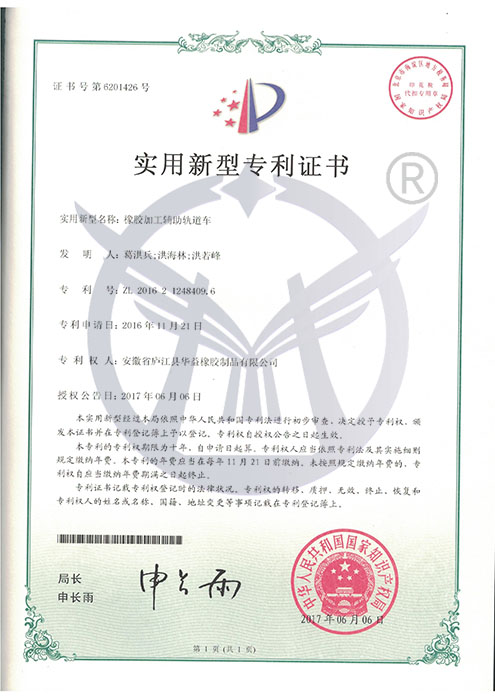 证书号第6201426号
实用新型专利证书
®
实用新型名称：橡胶加工辅助轨道车
发明人：葛洪兵;洪海林;洪若峰
专利号：ZL 2016 2 1248409.6
专利申请日：2016年11月21日
专利权人：安徽省庐江县华益橡胶制品有限公司
授权公告日：2017年06月06日
本实用新型经过本局依照中华人民共和国专利法进行初步审查，决定授予专利权，颁
发本证书并在专利登记簿上予以登记。专利权自授权公告之日起生效。
本专利的专利权期限为十年，自申请日起算。专利权人应当依照专利法及其实施细则
规定缴纳年费。本专利的年费应当在每年11月21日前缴纳。未按照规定缴纳年费的，专
利权自应当缴纳年费期满之日起终止。
专利证书记载专利权登记时的法律状况。专利权的转移、质押、无效、终止、恢复和
专利权人的姓名或名称、国籍、地址变更等事项记载在专利登记簿上。
局长
申长雨
申长雨
中华人民共和国国家知识产权局
2017年06月06日
第1页(共1页)